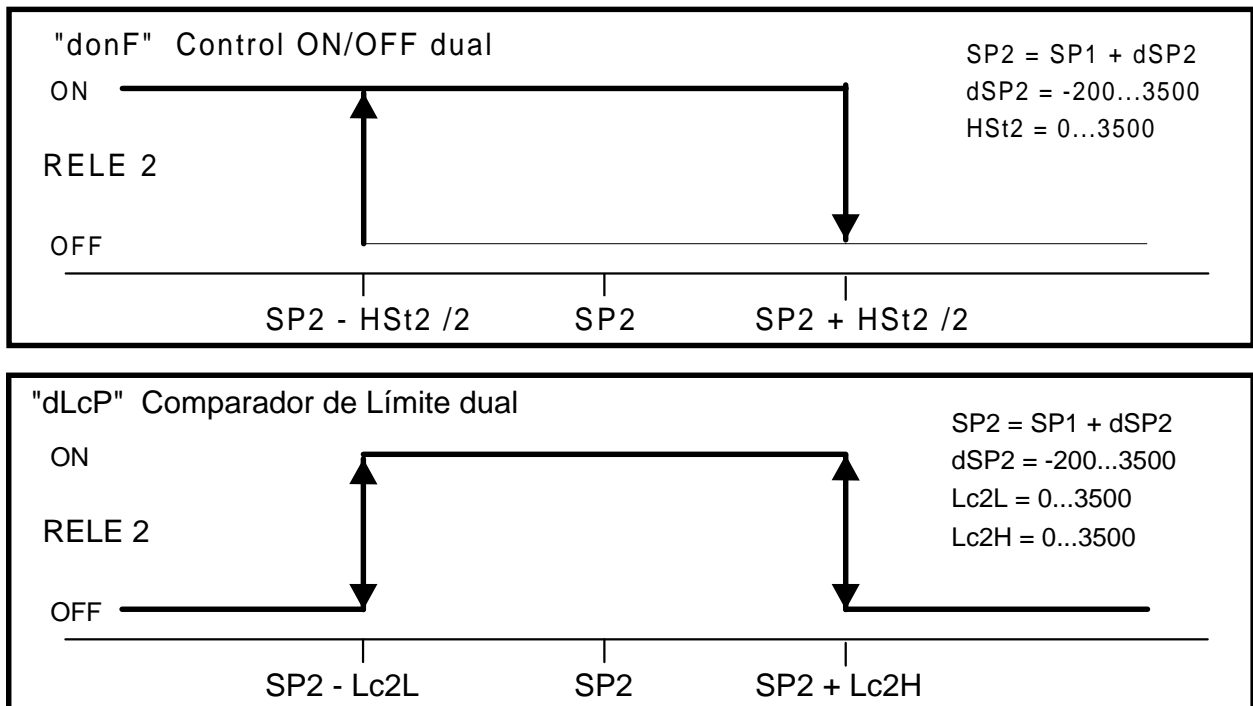 "donF" Control ON/OFF dual
SP2 = SP1 + dSP2
dSP2 = -200...3500
HSt2 = 0...3500
ON
RELE 2
OFF
SP2 - HSt2 /2 SP2 SP2 + HSt2 /2
"dLcP" Comparador de Límite dual
SP2 = SP1 + dSP2
dSP2 = -200...3500
Lc2L = 0...3500
Lc2H = 0...3500
ON
RELE 2
OFF
SP2 - Lc2L SP2 SP2 + Lc2H